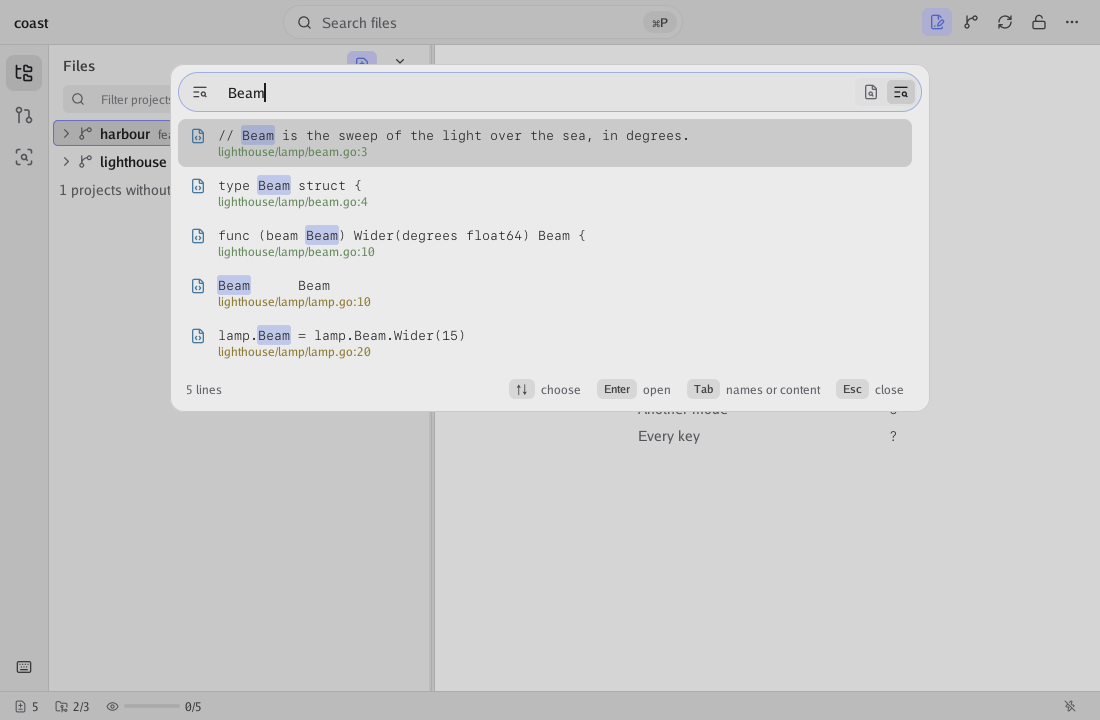 coast
Search files
⌘P
Files
Filter projects
harbour
lighthouse
1 projects without
Beam
// Beam is the sweep of the light over the sea, in degrees.
lighthouse/lamp/beam.go:3
type Beam struct {
lighthouse/lamp/beam.go:4
func (beam Beam) Wider(degrees float64) Beam {
lighthouse/lamp/beam.go:10
Beam      Beam
lighthouse/lamp/lamp.go:10
lamp.Beam = lamp.Beam.Wider(15)
lighthouse/lamp/lamp.go:20
5 lines
↑↓ choose
Enter open
Tab names or content
Esc close
Every key
?
5
2/3
0/5